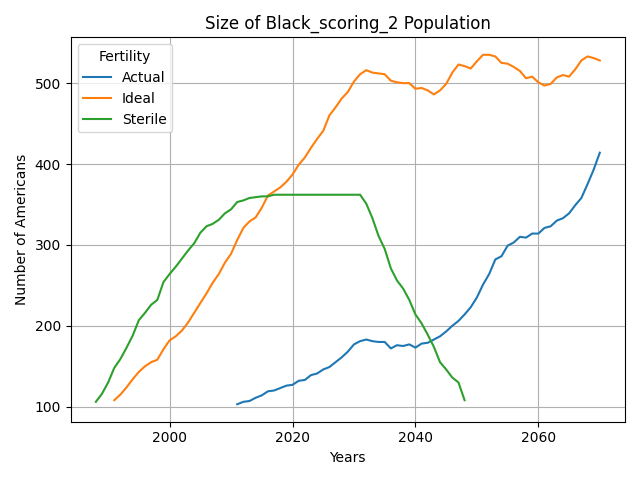 Size of Black_scoring_2 Population
Fertility
Actual
Ideal
Sterile
Number of Americans
500
400
300
200
100
2000
2020
2040
2060
Years